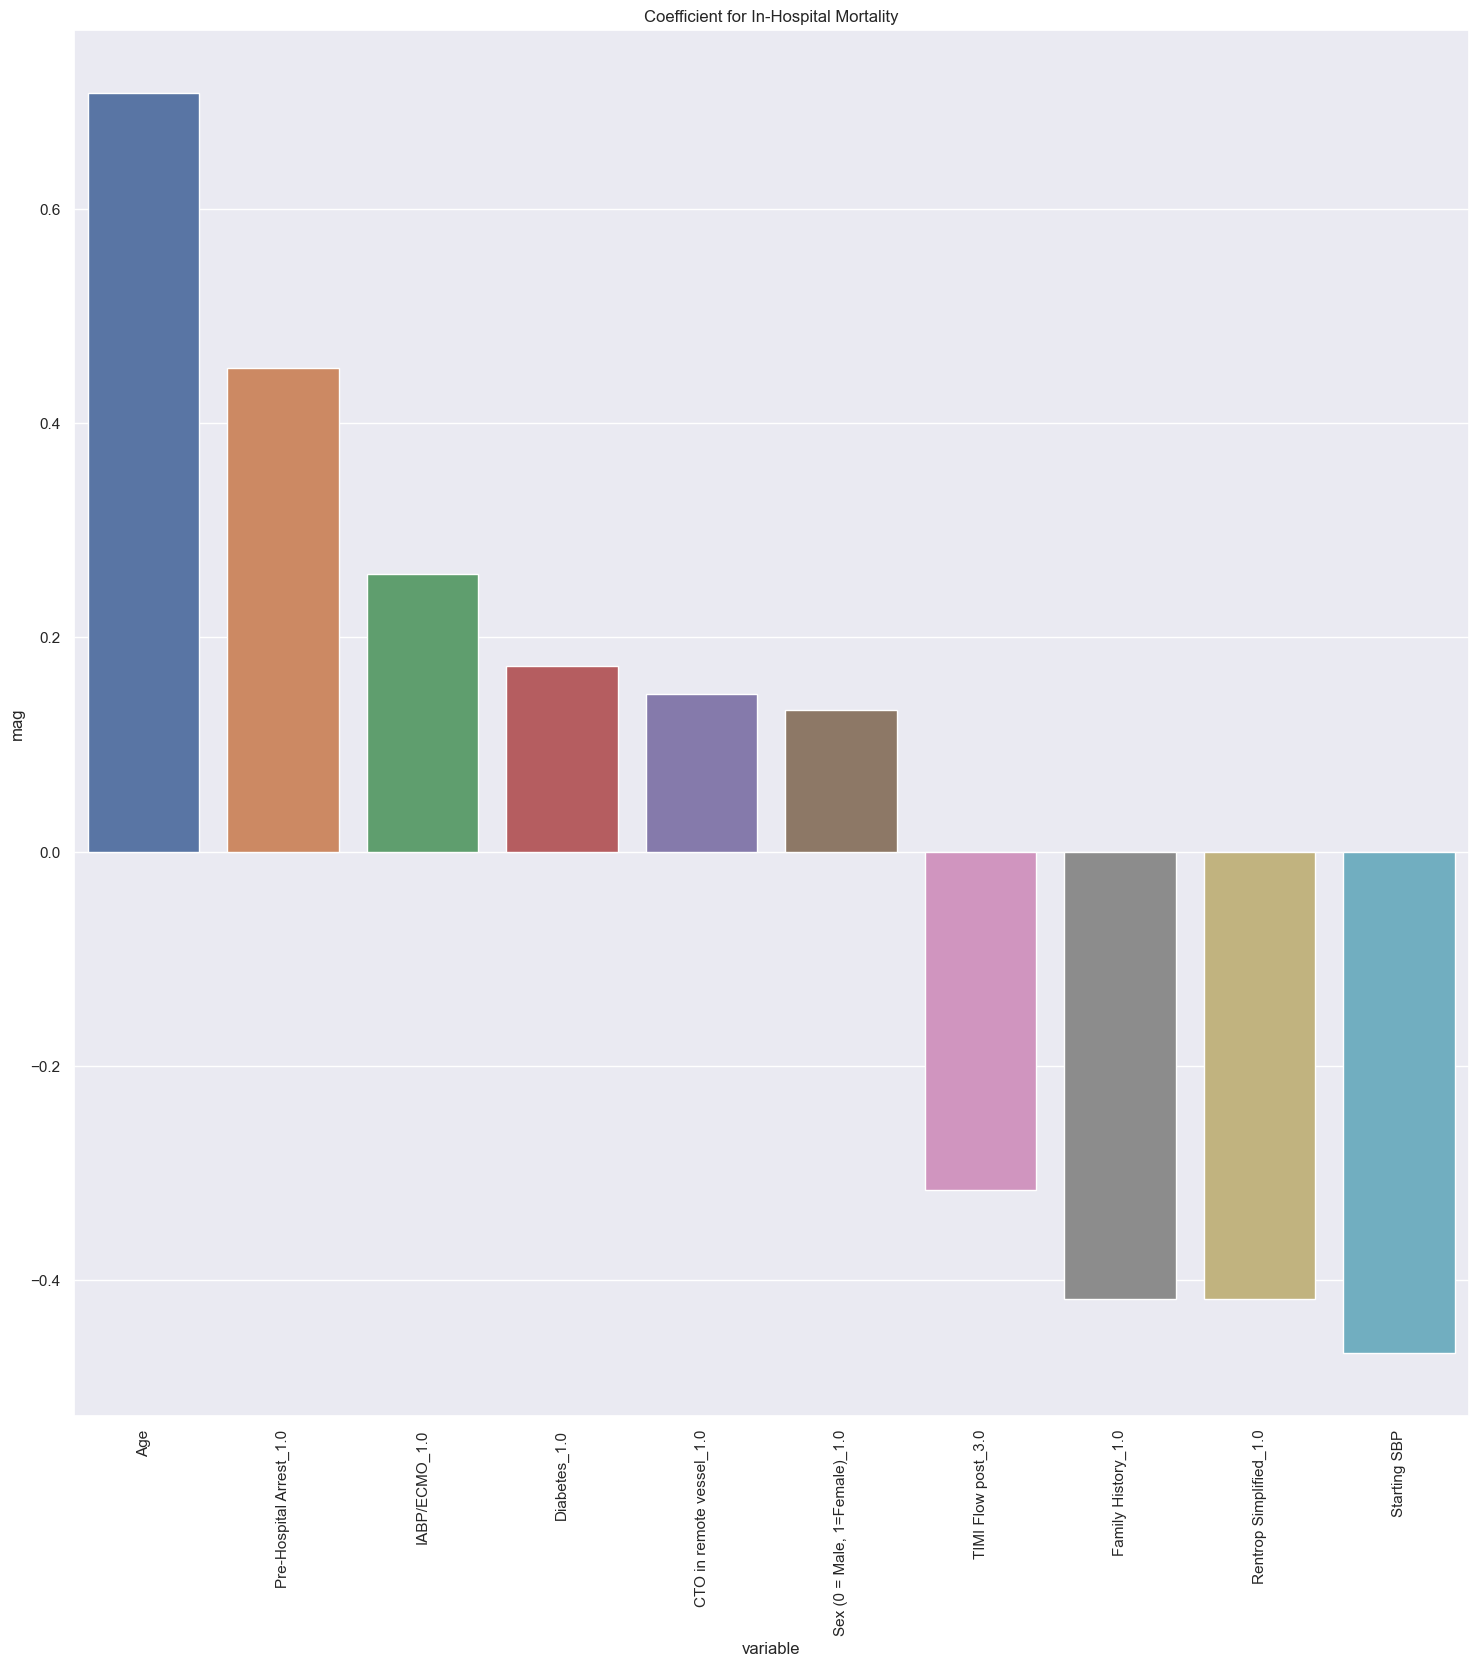 Coefficient for In-Hospital Mortality
mag
0.6
0.4
0.2
0.0
−0.2
−0.4
Age
Pre-Hospital Arrest_1.0
IABP/ECMO_1.0
Diabetes_1.0
CTO in remote vessel_1.0
Sex (0 = Male, 1=Female)_1.0
TIMI Flow post_3.0
Family History_1.0
Rentrop Simplified_1.0
Starting SBP
variable